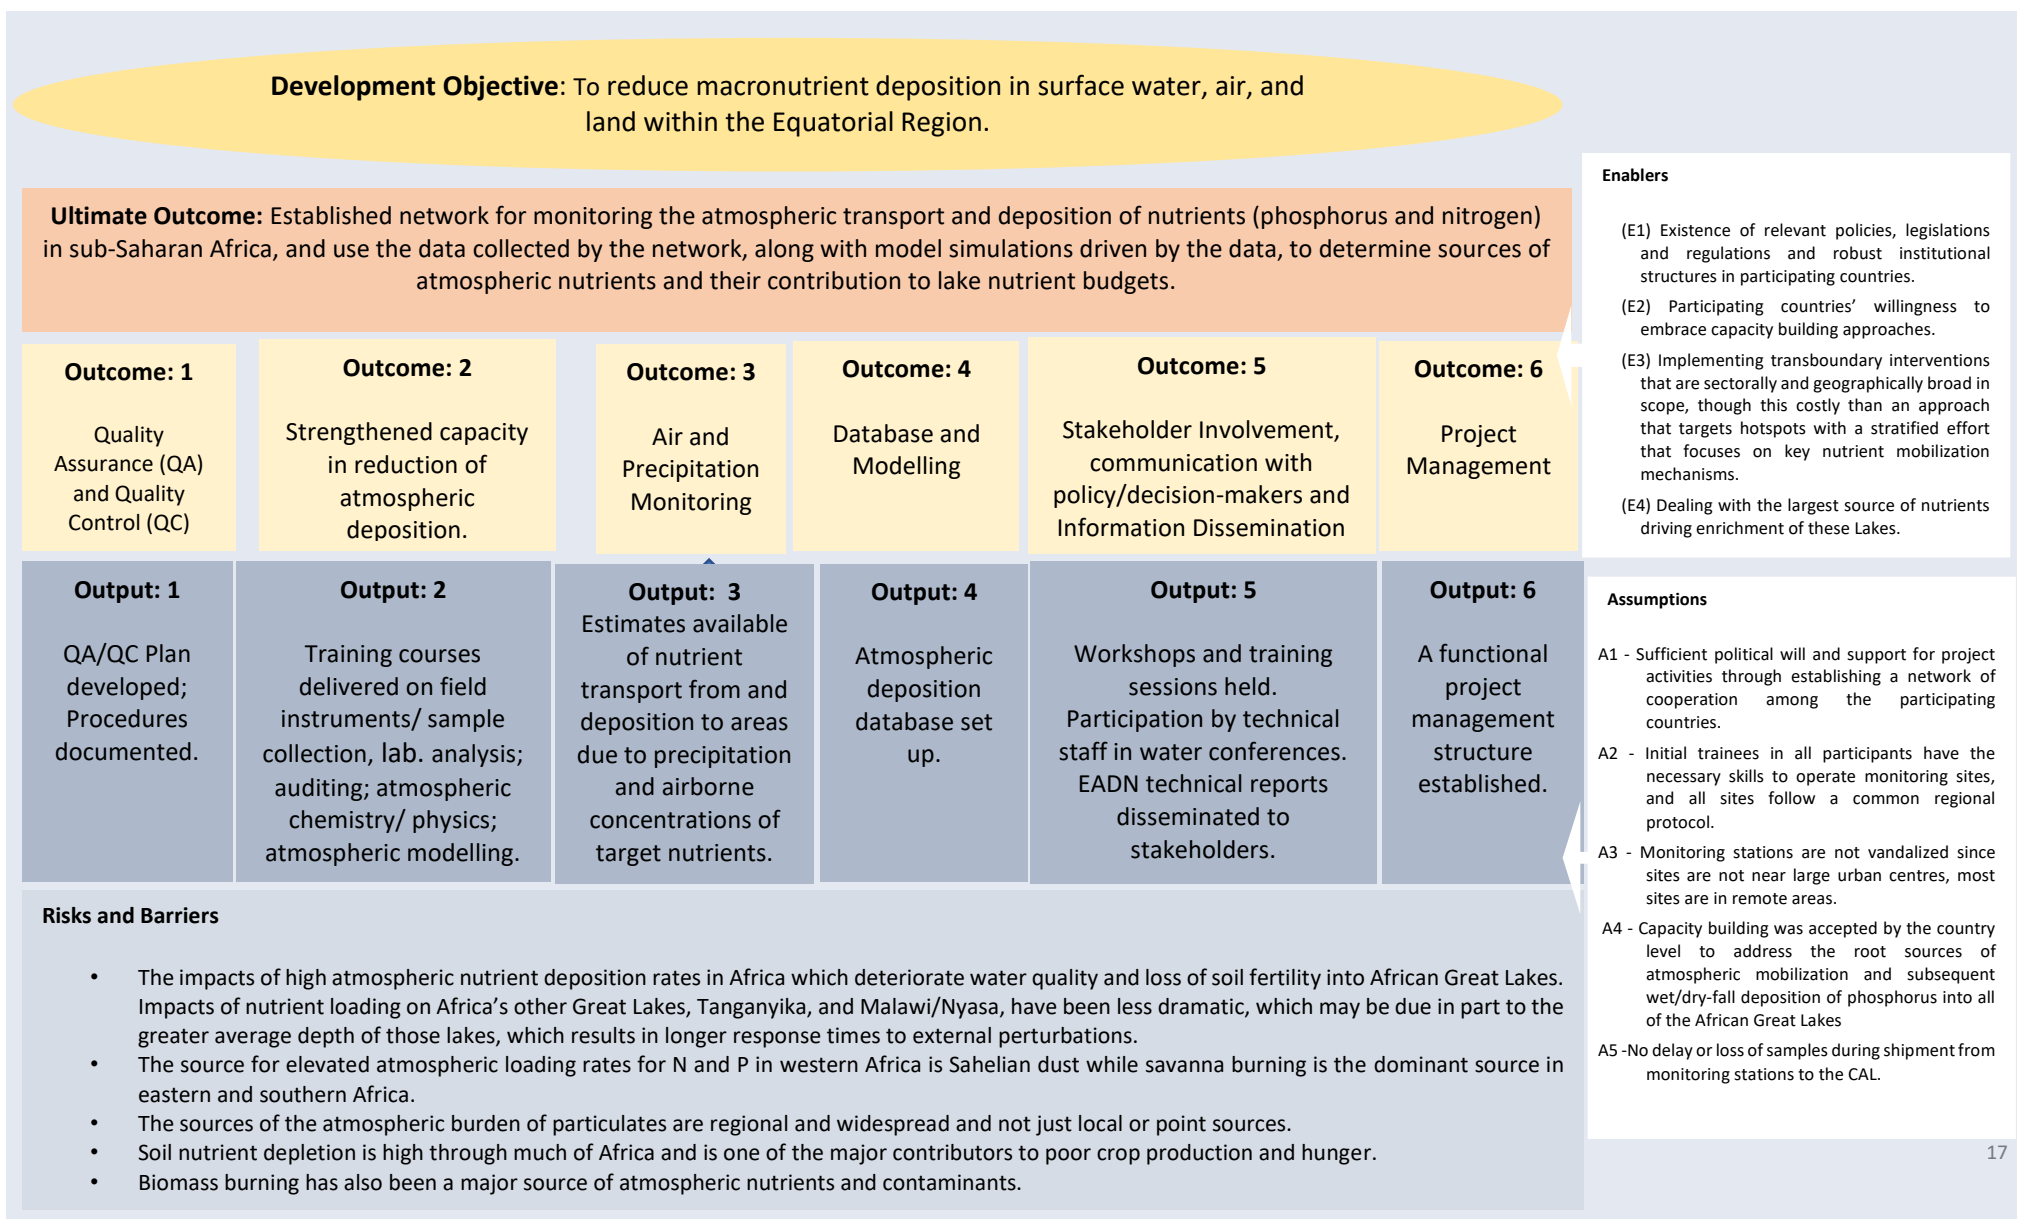 Development Objective: To reduce macronutrient deposition in surface water, air, and
land within the Equatorial Region.
Ultimate Outcome: Established network for monitoring the atmospheric transport and deposition of nutrients (phosphorus and nitrogen)
in sub-Saharan Africa, and use the data collected by the network, along with model simulations driven by the data, to determine sources of
atmospheric nutrients and their contribution to lake nutrient budgets.
Outcome: 1
Quality
Assurance (QA)
and Quality
Control (QC)
Outcome: 2
Strengthened capacity
in reduction of
atmospheric
deposition.
Outcome: 3
Air and
Precipitation
Monitoring
Outcome: 4
Database and
Modelling
Outcome: 5
Stakeholder Involvement,
communication with
policy/decision-makers and
Information Dissemination
Outcome: 6
Project
Management
Output: 1
QA/QC Plan
developed;
Procedures
documented.
Output: 2
Training courses
delivered on field
instruments/ sample
collection, lab. analysis;
auditing; atmospheric
chemistry/ physics;
atmospheric modelling.
Output: 3
Estimates available
of nutrient
transport from and
deposition to areas
due to precipitation
and airborne
concentrations of
target nutrients.
Output: 4
Atmospheric
deposition
database set
up.
Output: 5
Workshops and training
sessions held.
Participation by technical
staff in water conferences.
EADN technical reports
disseminated to
stakeholders.
Output: 6
A functional
project
management
structure
established.
Risks and Barriers
• The impacts of high atmospheric nutrient deposition rates in Africa which deteriorate water quality and loss of soil fertility into African Great Lakes.
Impacts of nutrient loading on Africa's other Great Lakes, Tanganyika, and Malawi/Nyasa, have been less dramatic, which may be due in part to the
greater average depth of those lakes, which results in longer response times to external perturbations.
• The source for elevated atmospheric loading rates for N and P in western Africa is Sahelian dust while savanna burning is the dominant source in
eastern and southern Africa.
• The sources of the atmospheric burden of particulates are regional and widespread and not just local or point sources.
• Soil nutrient depletion is high through much of Africa and is one of the major contributors to poor crop production and hunger.
• Biomass burning has also been a major source of atmospheric nutrients and contaminants.
Enablers
(E1) Existence of relevant policies, legislations
and regulations and robust institutional
structures in participating countries.
(E2) Participating countries' willingness to
embrace capacity building approaches.
(E3) Implementing transboundary interventions
that are sectorally and geographically broad in
scope, though this costly than an approach
that targets hotspots with a stratified effort
that focuses on key nutrient mobilization
mechanisms.
(E4) Dealing with the largest source of nutrients
driving enrichment of these Lakes.
Assumptions
A1 - Sufficient political will and support for project
activities through establishing a network of
cooperation among the participating
countries.
A2 - Initial trainees in all participants have the
necessary skills to operate monitoring sites,
and all sites follow a common regional
protocol.
A3 - Monitoring stations are not vandalized since
sites are not near large urban centres, most
sites are in remote areas.
A4 - Capacity building was accepted by the country
level to address the root sources of
atmospheric mobilization and subsequent
wet/dry-fall deposition of phosphorus into all
of the African Great Lakes
A5 -No delay or loss of samples during shipment from
monitoring stations to the CAL.
17